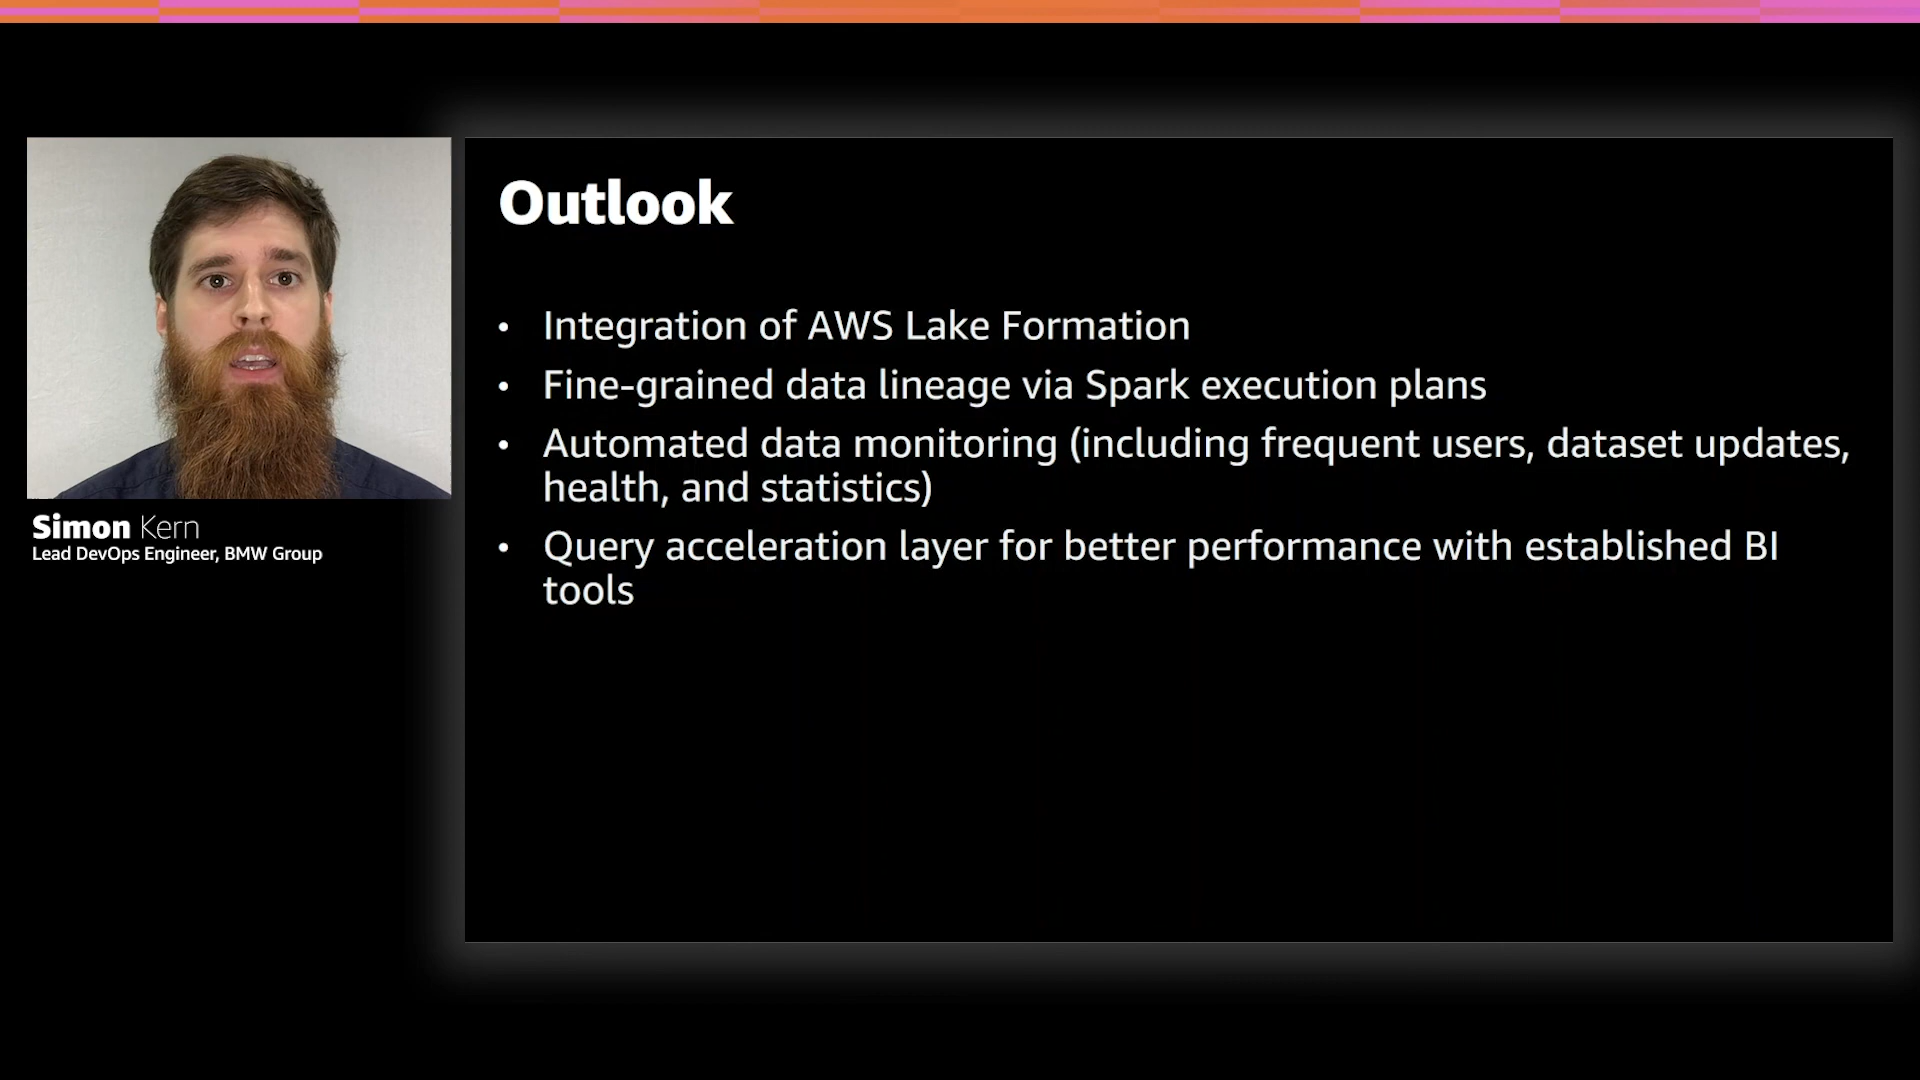 Outlook
• Integration of AWS Lake Formation
• Fine-grained data lineage via Spark execution plans
• Automated data monitoring (including frequent users, dataset updates,
health, and statistics)
• Query acceleration layer for better performance with established BI
tools
Simon Kern
Lead DevOps Engineer, BMW Group